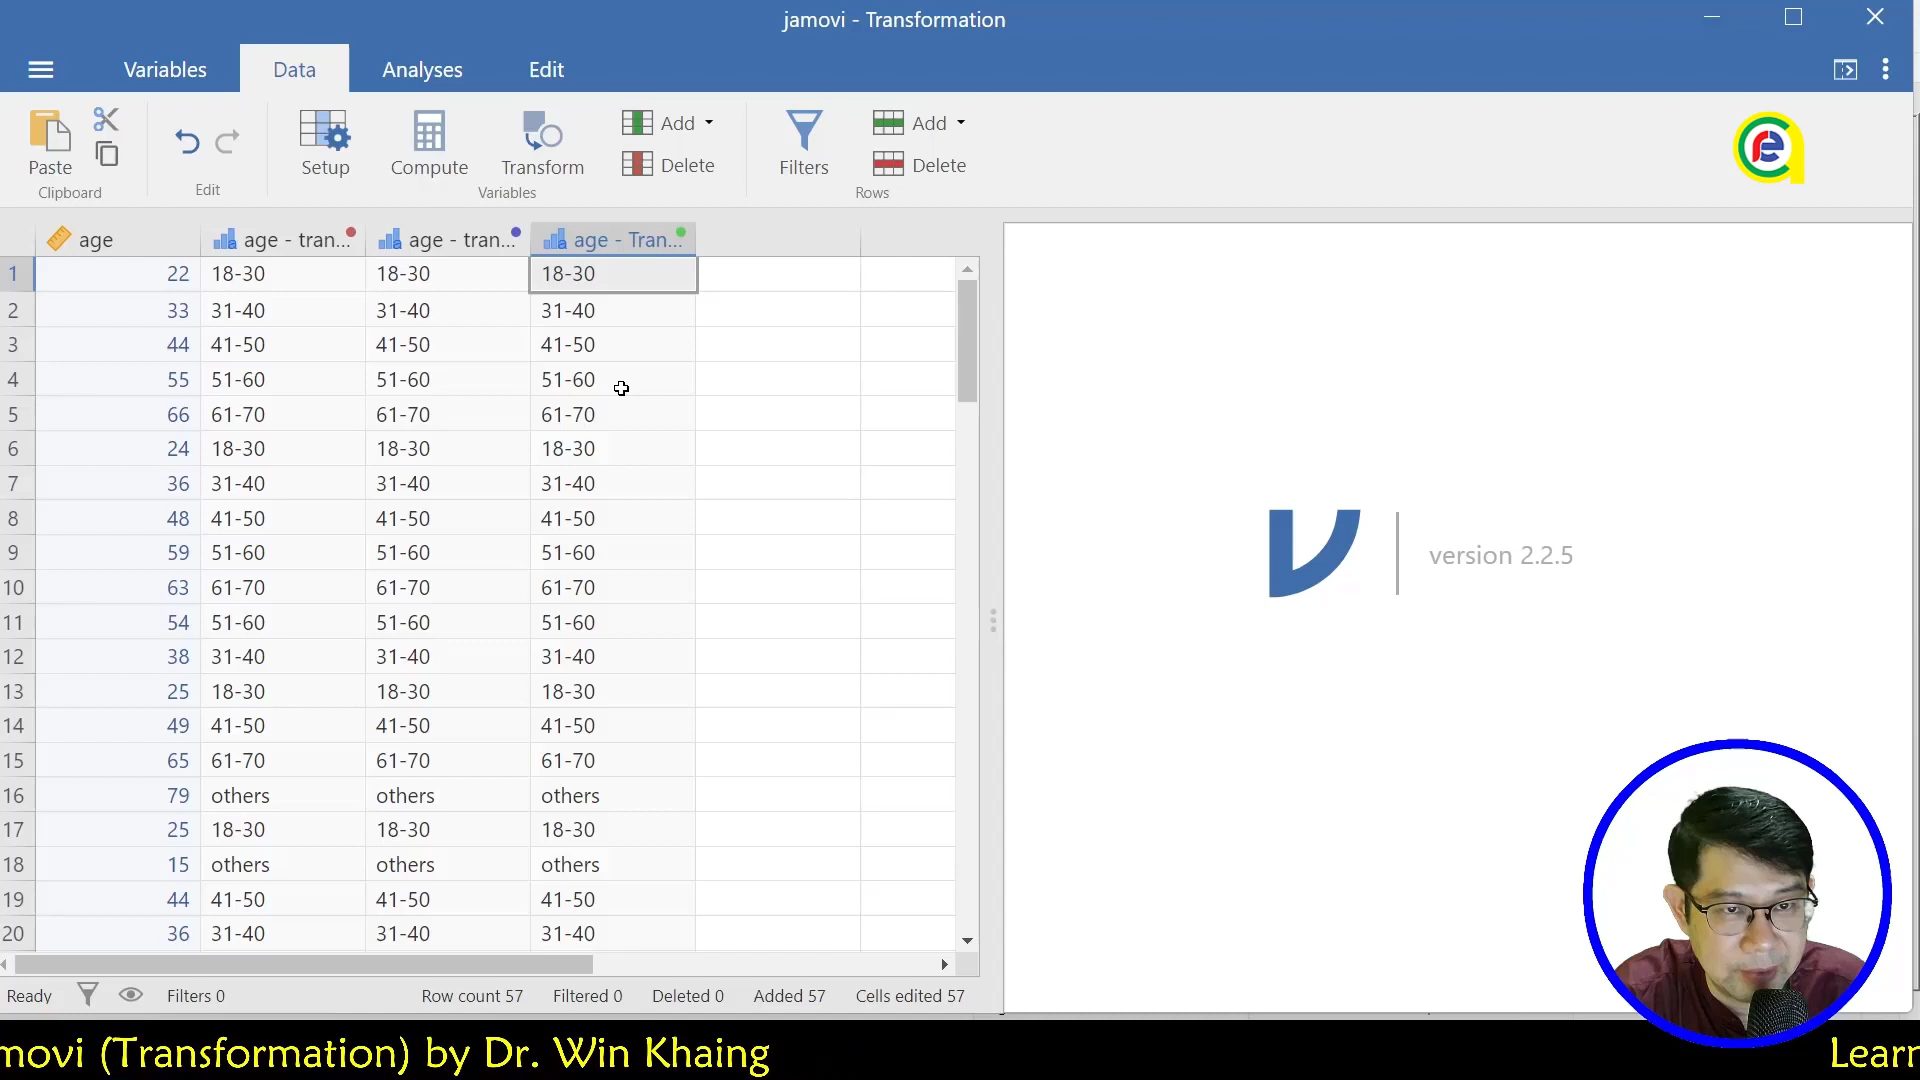 jamovi - Transformation
Variables Data Analyses Edit
Paste Setup Compute Transform Add Delete Filters Add Delete
Clipboard Edit Variables Rows
age age - tran... age - tran... age - Tran...
1 22 18-30 18-30 18-30
2 33 31-40 31-40 31-40
3 44 41-50 41-50 41-50
4 55 51-60 51-60 51-60
5 66 61-70 61-70 61-70
6 24 18-30 18-30 18-30
7 36 31-40 31-40 31-40
8 48 41-50 41-50 41-50
9 59 51-60 51-60 51-60
10 63 61-70 61-70 61-70
11 54 51-60 51-60 51-60
12 38 31-40 31-40 31-40
13 25 18-30 18-30 18-30
14 49 41-50 41-50 41-50
15 65 61-70 61-70 61-70
16 79 others others others
17 25 18-30 18-30 18-30
18 15 others others others
19 44 41-50 41-50 41-50
20 36 31-40 31-40 31-40
version 2.2.5
Ready Filters 0 Row count 57 Filtered 0 Deleted 0 Added 57 Cells edited 57
movi (Transformation) by Dr. Win Khaing Learn